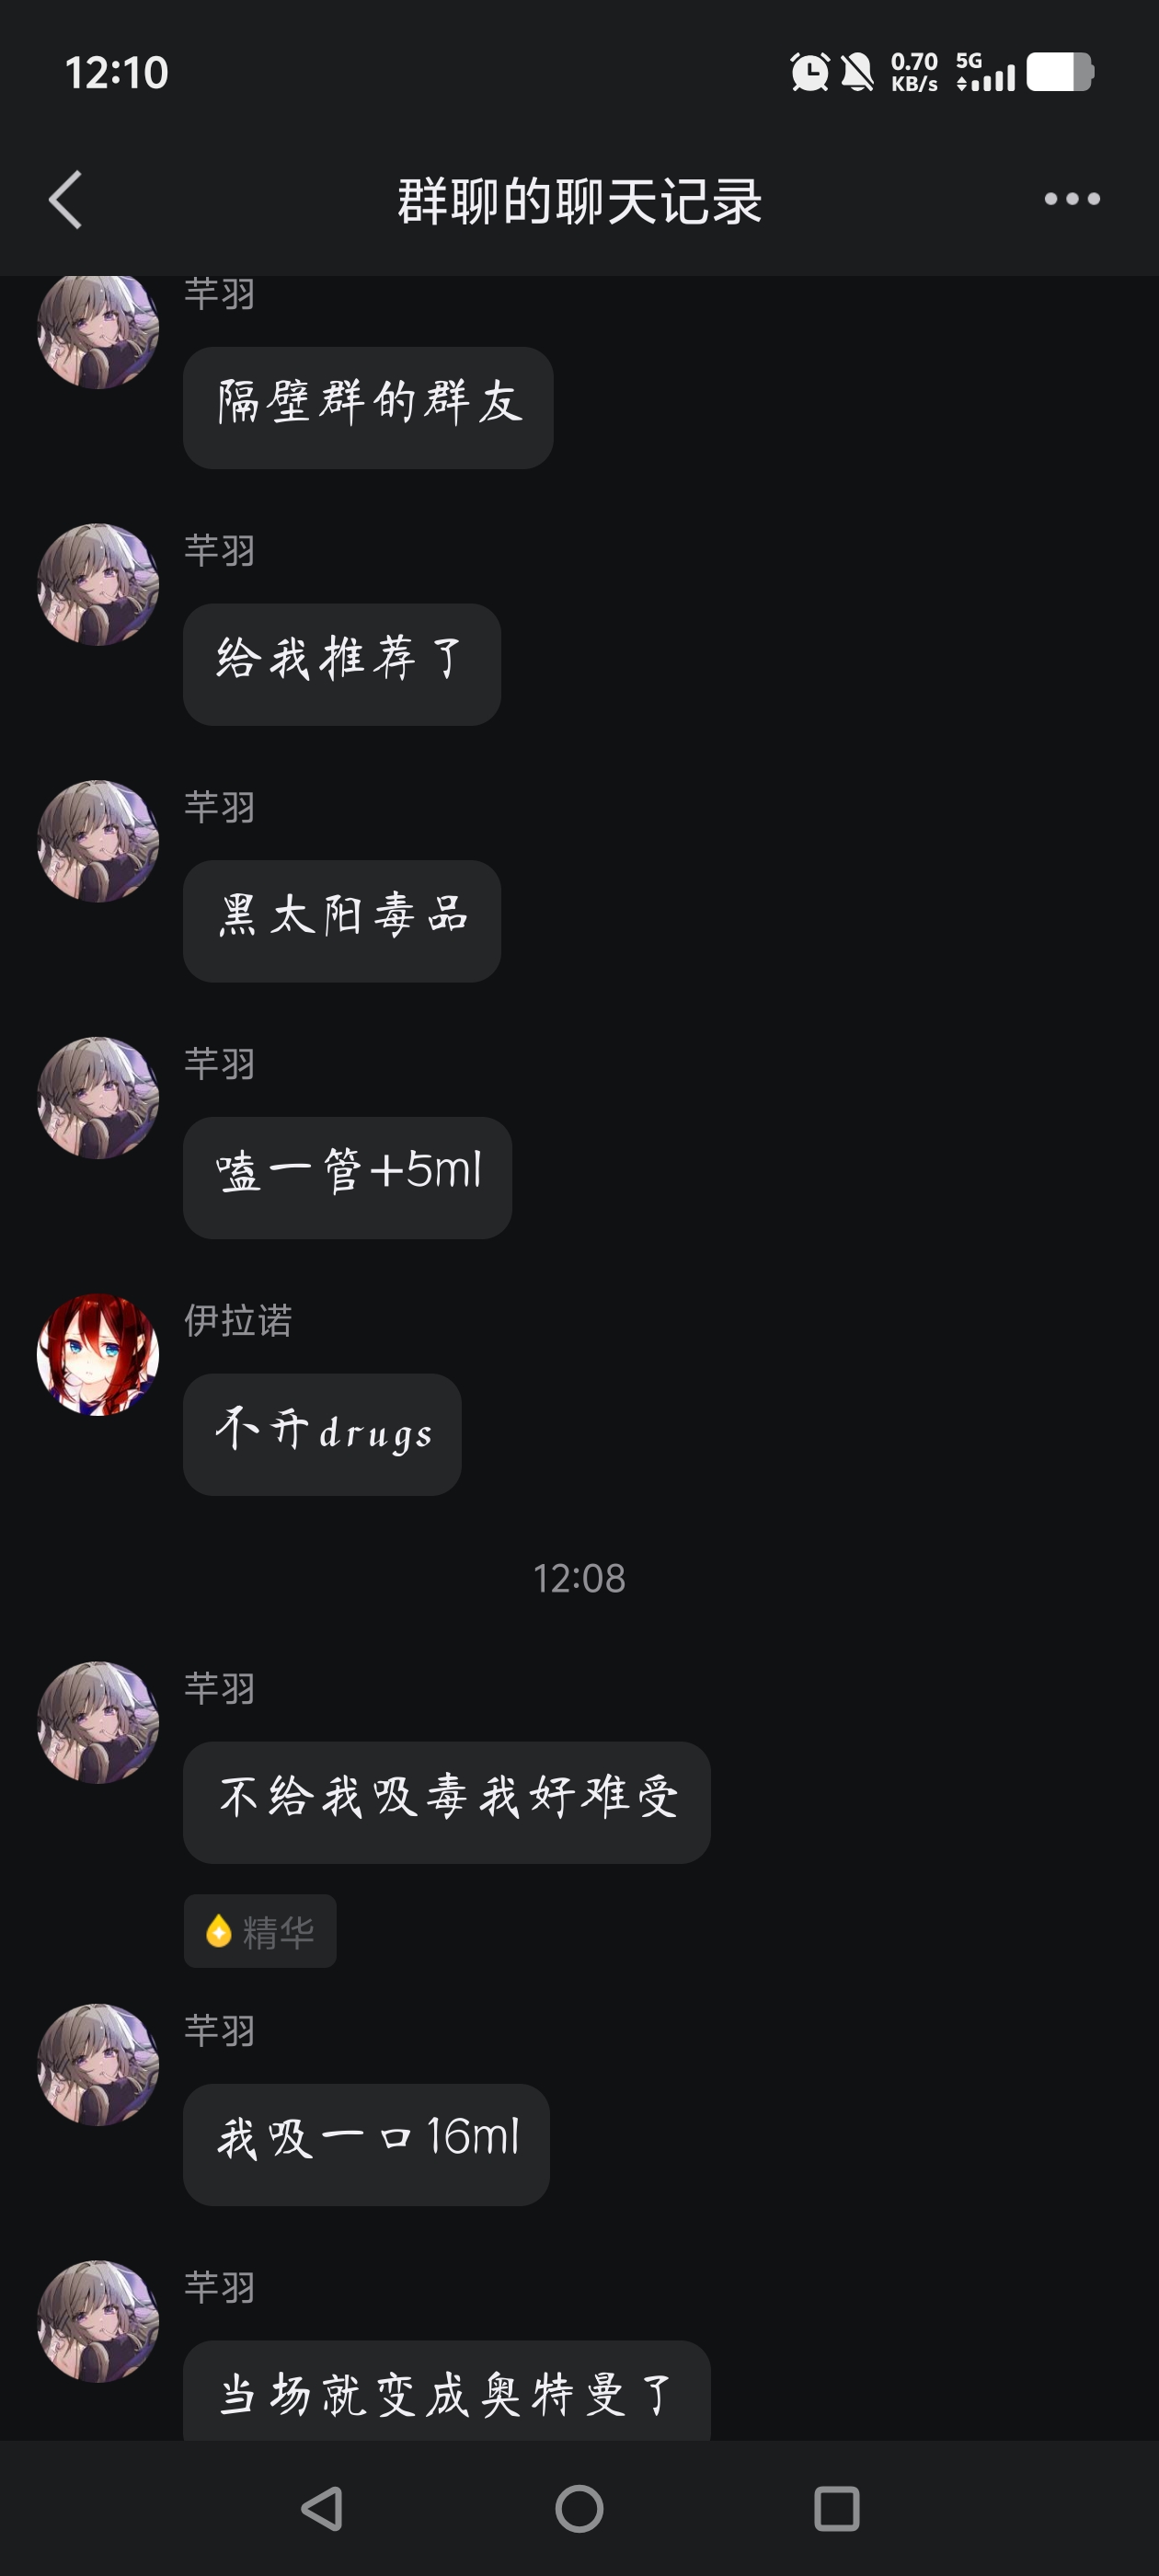 12:10
0.70
KB/s
5G
群聊的聊天记录
芊羽
隔壁群的群友
芊羽
给我推荐了
芊羽
黑太阳毒品
芊羽
嗑一管+5ml
伊拉诺
不开drugs
12:08
芊羽
不给我吸毒我好难受
精华
芊羽
我吸一口16ml
芊羽
当场就变成奥特曼了